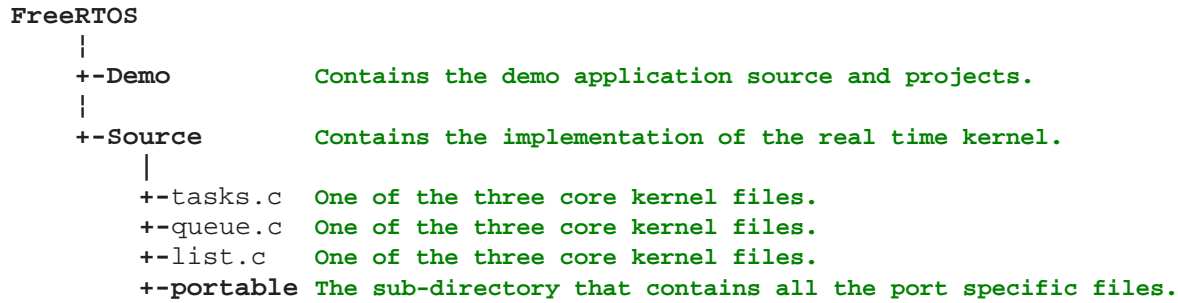 FreeRTOS
    ¦
    +-Demo         Contains the demo application source and projects.
    ¦
    +-Source       Contains the implementation of the real time kernel.
        |
        +-tasks.c  One of the three core kernel files.
        +-queue.c  One of the three core kernel files.
        +-list.c   One of the three core kernel files.
        +-portable The sub-directory that contains all the port specific files.